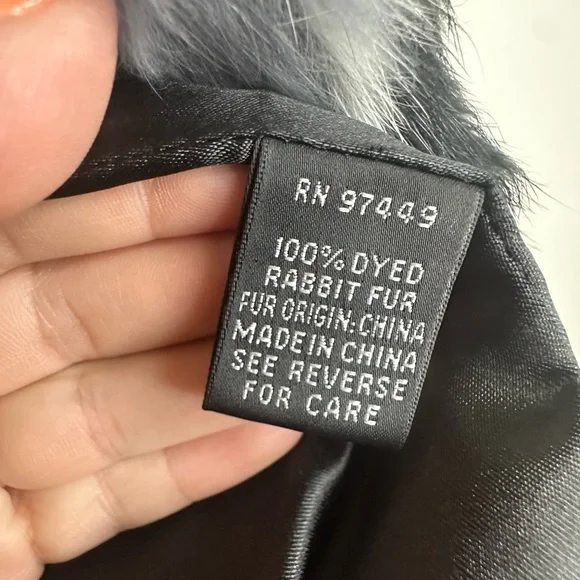 RN 97449
100% DYED
RABBIT FUR
FUR ORIGIN: CHINA
MADE IN CHINA
SEE REVERSE
FOR CARE